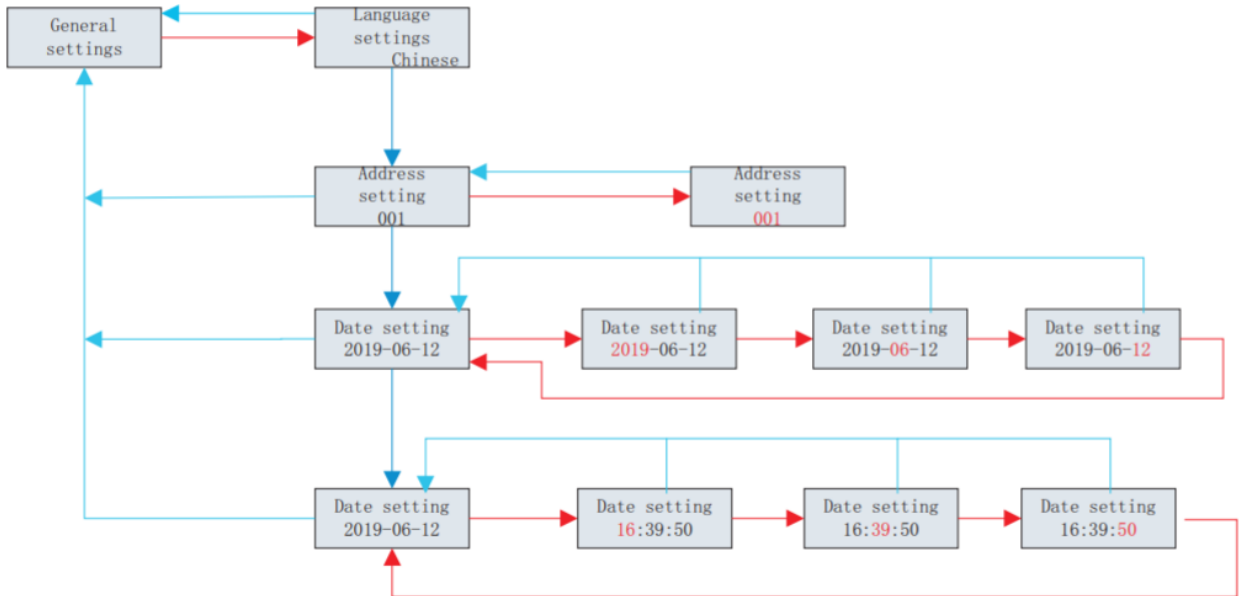 General
settings
Language
settings
Chinese
Address
setting
001
Address
setting
001
Date setting
2019-06-12
Date setting
2019-06-12
Date setting
2019-06-12
Date setting
2019-06-12
Date setting
2019-06-12
Date setting
16:39:50
Date setting
16:39:50
Date setting
16:39:50